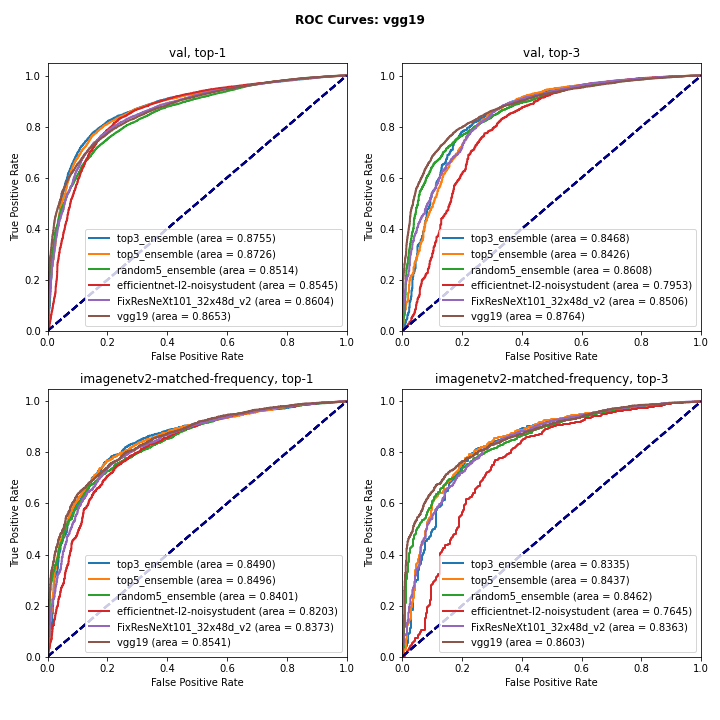 ROC Curves: vgg19
val, top-1
True Positive Rate
1.0
0.8
0.6
0.4
0.2
0.0
top3_ensemble (area = 0.8755)
top5_ensemble (area = 0.8726)
random5_ensemble (area = 0.8514)
efficientnet-l2-noisystudent (area = 0.8545)
FixResNeXt101_32x48d_v2 (area = 0.8604)
vgg19 (area = 0.8653)
0.0 0.2 0.4 0.6 0.8 1.0
False Positive Rate
val, top-3
True Positive Rate
1.0
0.8
0.6
0.4
0.2
0.0
top3_ensemble (area = 0.8468)
top5_ensemble (area = 0.8426)
random5_ensemble (area = 0.8608)
efficientnet-l2-noisystudent (area = 0.7953)
FixResNeXt101_32x48d_v2 (area = 0.8506)
vgg19 (area = 0.8764)
0.0 0.2 0.4 0.6 0.8 1.0
False Positive Rate
imagenetv2-matched-frequency, top-1
True Positive Rate
1.0
0.8
0.6
0.4
0.2
0.0
top3_ensemble (area = 0.8490)
top5_ensemble (area = 0.8496)
random5_ensemble (area = 0.8401)
efficientnet-l2-noisystudent (area = 0.8203)
FixResNeXt101_32x48d_v2 (area = 0.8373)
vgg19 (area = 0.8541)
0.0 0.2 0.4 0.6 0.8 1.0
False Positive Rate
imagenetv2-matched-frequency, top-3
True Positive Rate
1.0
0.8
0.6
0.4
0.2
0.0
top3_ensemble (area = 0.8335)
top5_ensemble (area = 0.8437)
random5_ensemble (area = 0.8462)
efficientnet-l2-noisystudent (area = 0.7645)
FixResNeXt101_32x48d_v2 (area = 0.8363)
vgg19 (area = 0.8603)
0.0 0.2 0.4 0.6 0.8 1.0
False Positive Rate